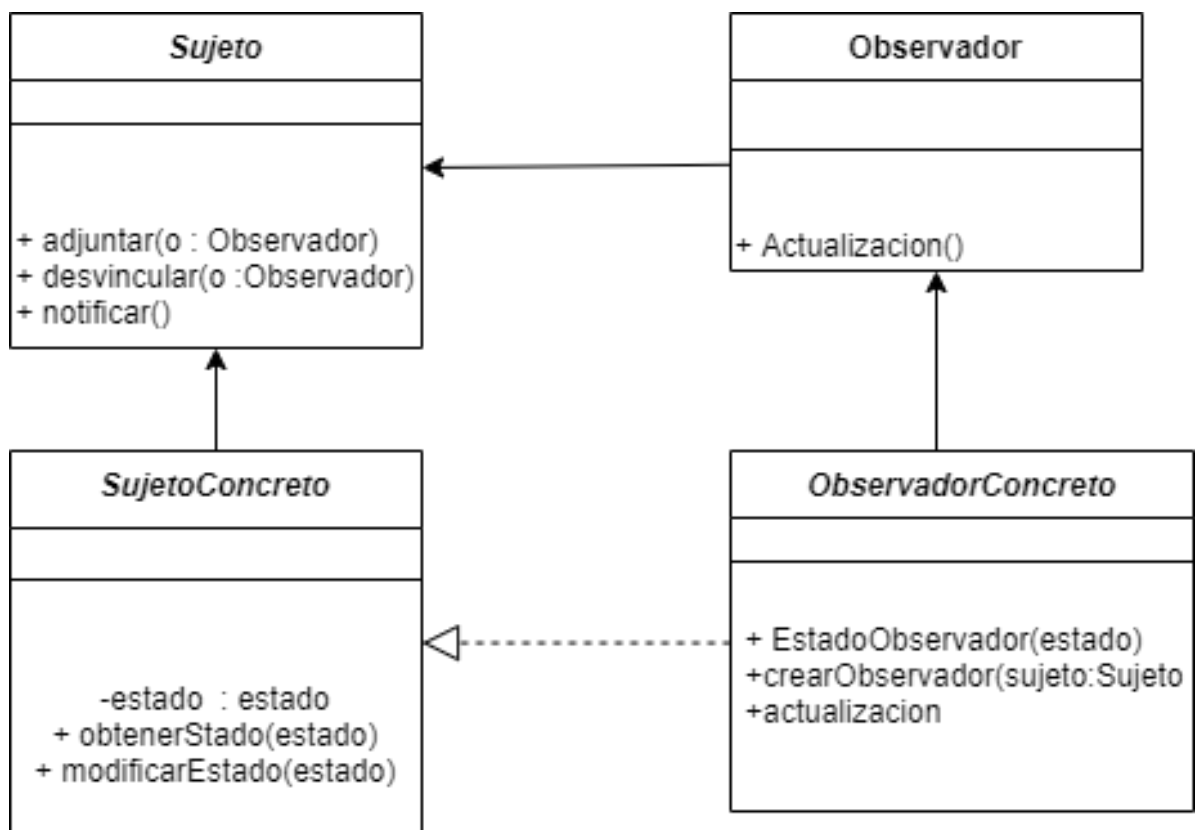 Sujeto
+ adjuntar(o : Observador)
+ desvincular(o :Observador)
+ notificar()
Observador
+ Actualizacion()
SujetoConcreto
-estado : estado
+ obtenerStado(estado)
+ modificarEstado(estado)
ObservadorConcreto
+ EstadoObservador(estado)
+crearObservador(sujeto:Sujeto
+actualizacion